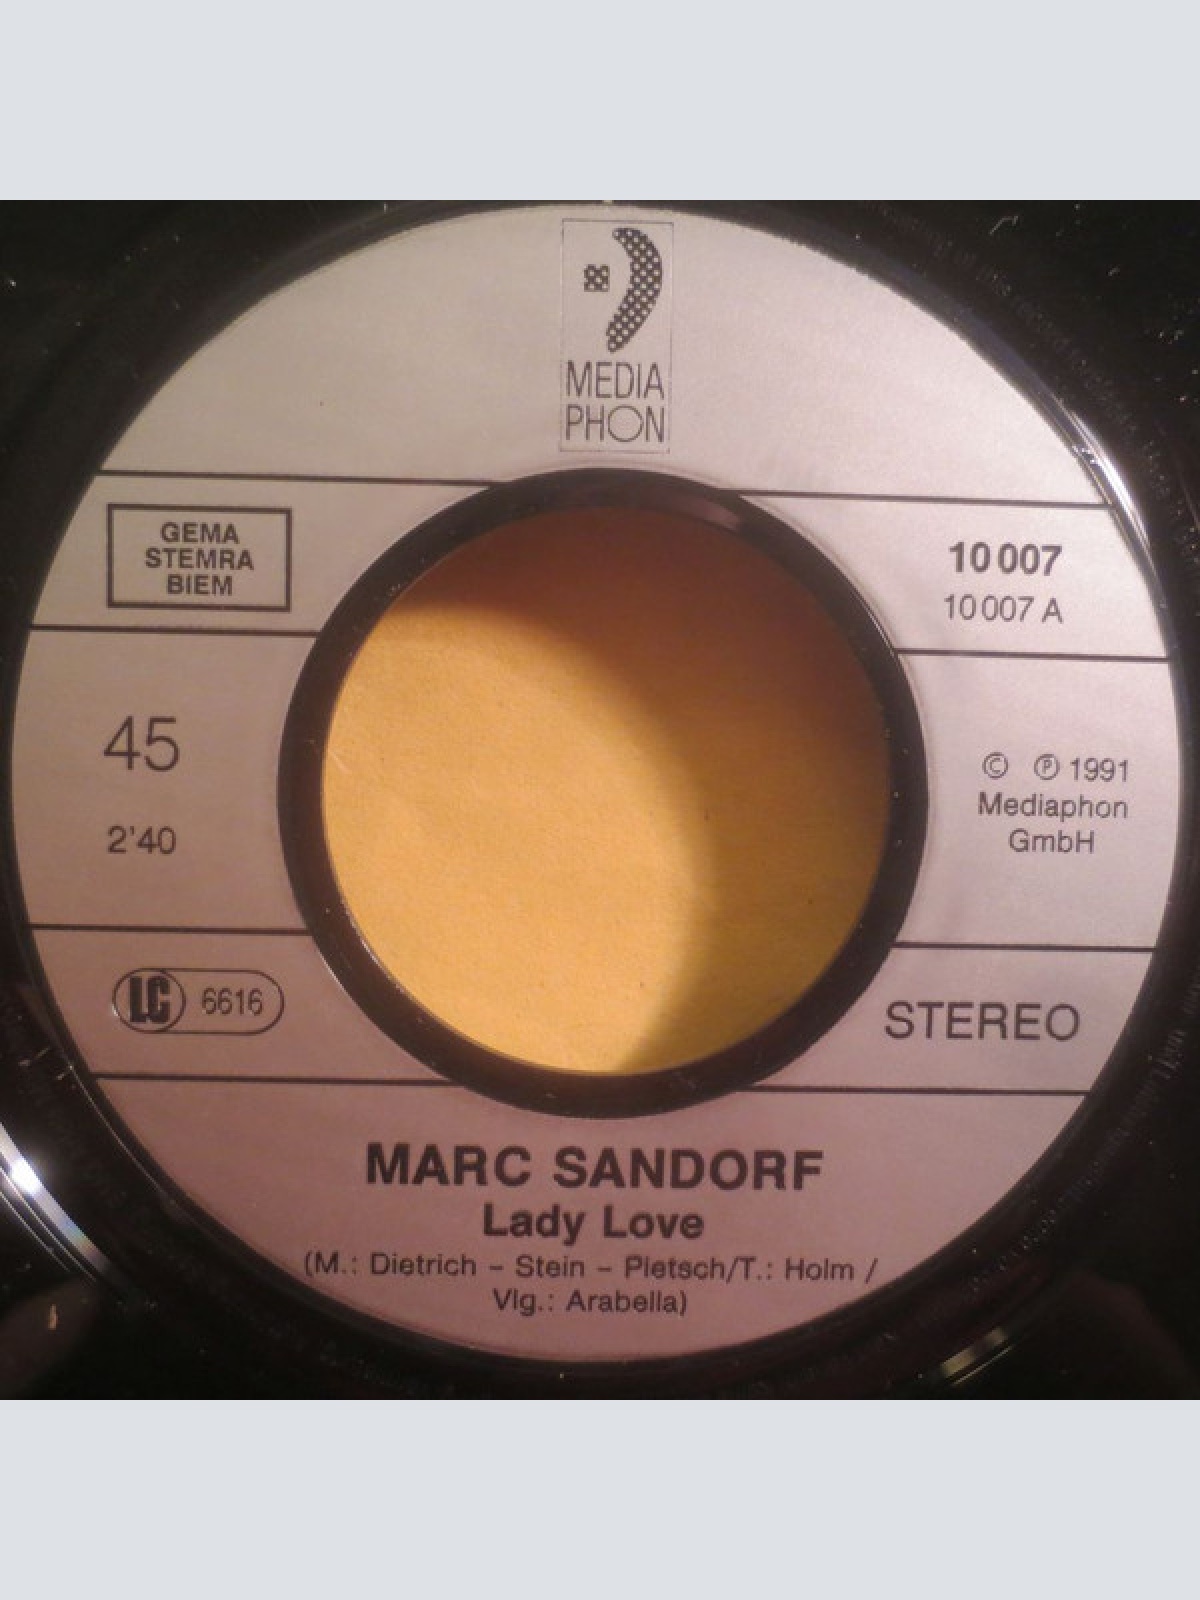 MEDIA
PHON
GEMA
STEMRA
BIEM
10 007
10 007 A
45
2'40
© ℗ 1991
Mediaphon
GmbH
LC 6616
STEREO
MARC SANDORF
Lady Love
(M.: Dietrich – Stein – Pietsch/T.: Holm /
Vlg.: Arabella)